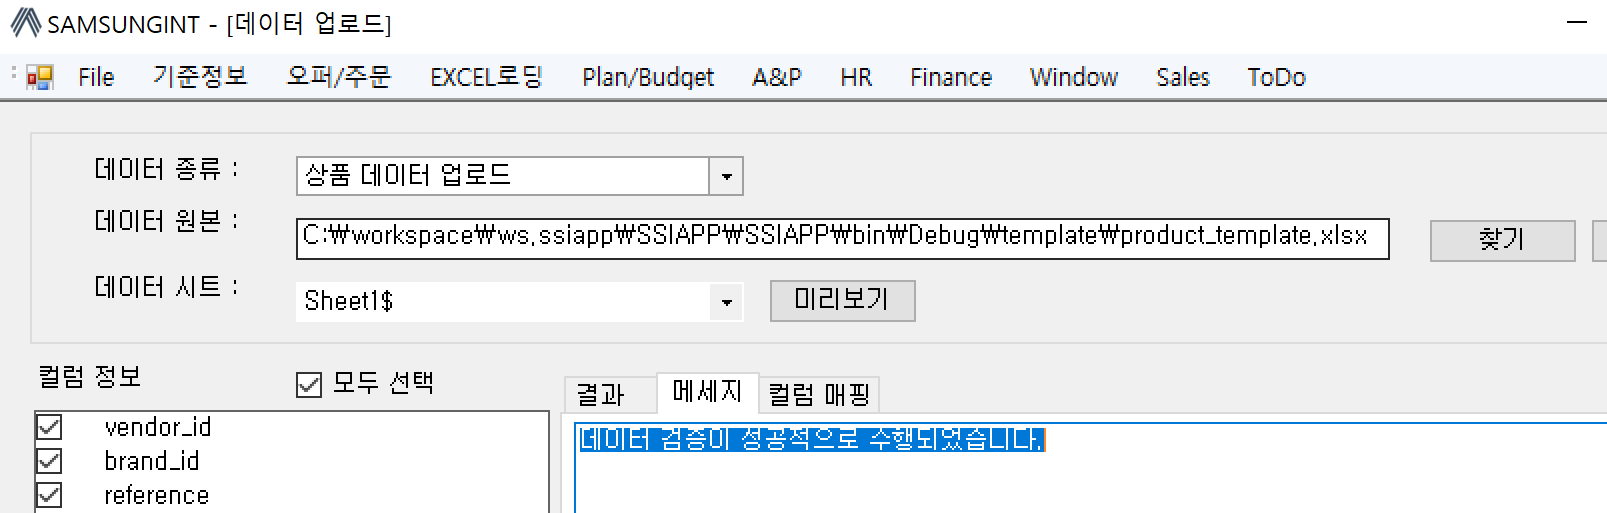 SAMSUNGINT - [데이터 업로드]
File 기준정보 오퍼/주문 EXCEL로딩 Plan/Budget A&P HR Finance Window Sales ToDo
데이터 종류 : 상품 데이터 업로드
데이터 원본 : C:₩workspace₩ws.ssiapp₩SSIAPP₩SSIAPP₩bin₩Debug₩template₩product_template.xlsx 찾기
데이터 시트 : Sheet1$ 미리보기
컬럼 정보 모두 선택 결과 메세지 컬럼 매핑
vendor_id 데이터 검증이 성공적으로 수행되었습니다.
brand_id
reference